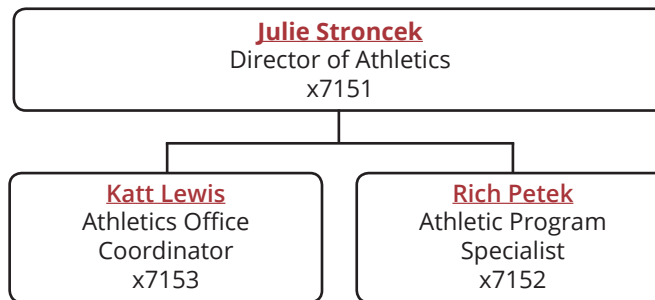 Julie Stroncek
Director of Athletics
x7151
Katt Lewis
Athletics Office
Coordinator
x7153
Rich Petek
Athletic Program
Specialist
x7152